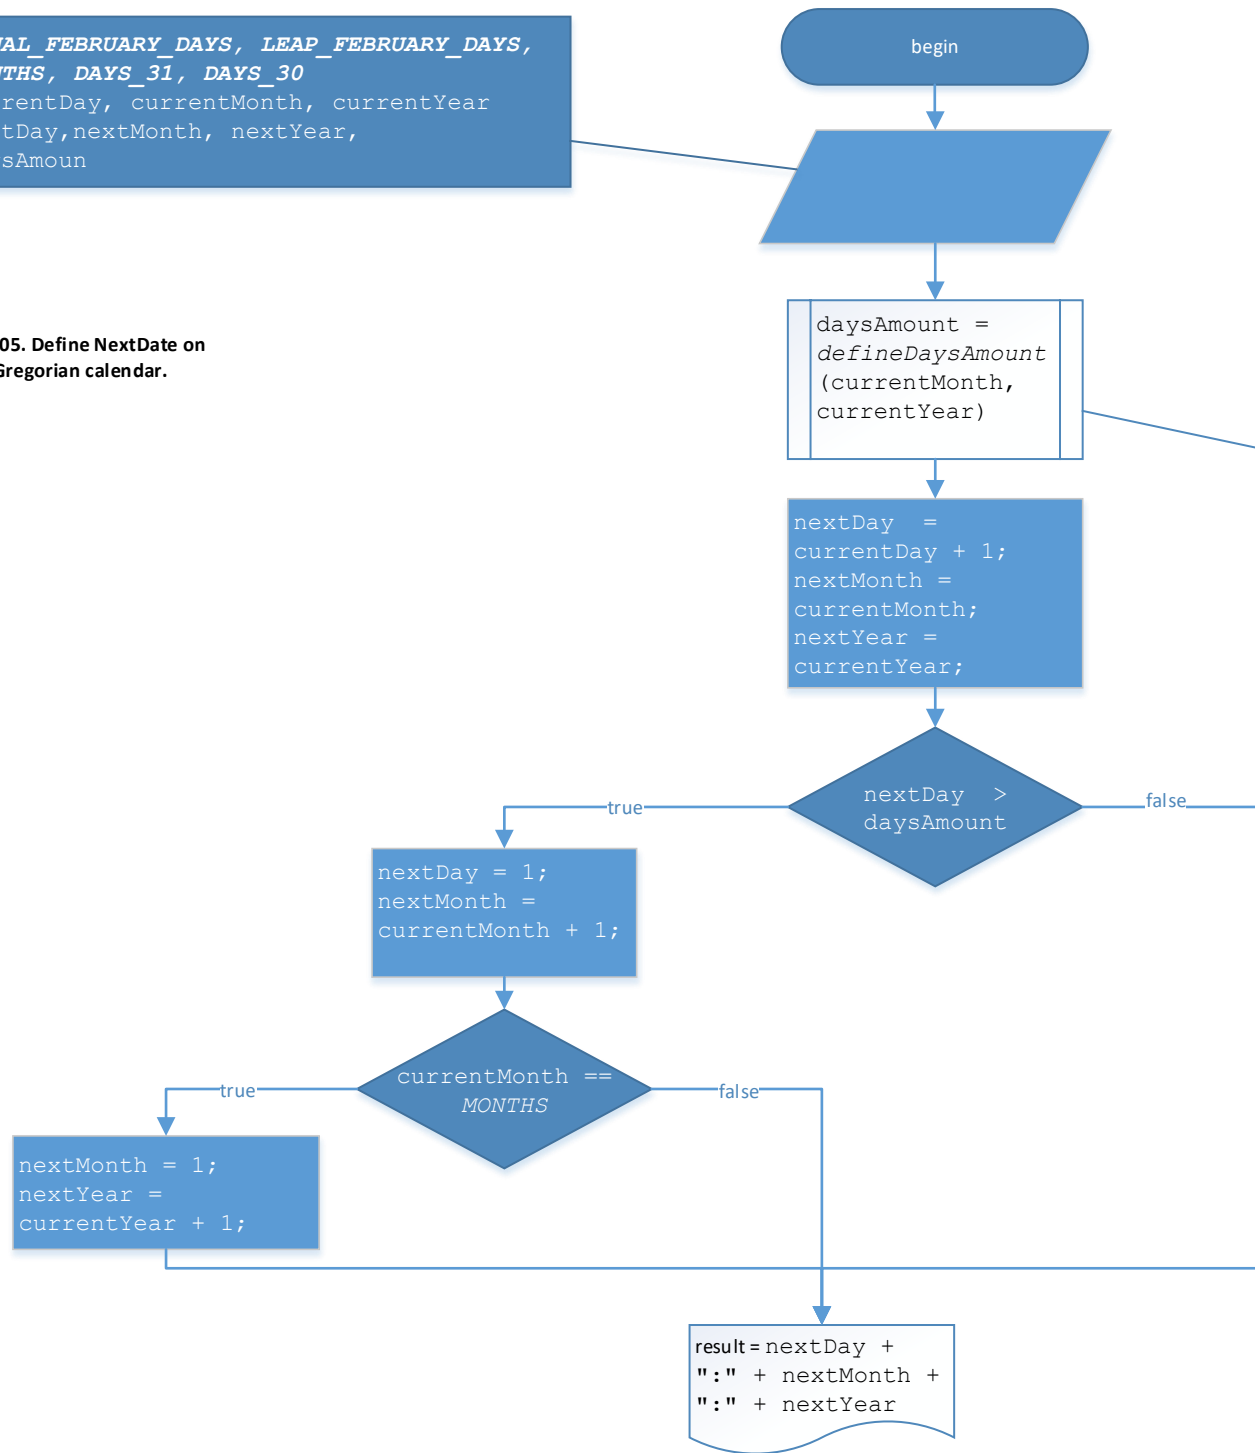 AL_FEBRUARY_DAYS, LEAP_FEBRUARY_DAYS,
THS, DAYS_31, DAYS_30
rentDay, currentMonth, currentYear
tDay,nextMonth, nextYear,
sAmoun
begin
05. Define NextDate on
Gregorian calendar.
daysAmount =
defineDaysAmount
(currentMonth,
currentYear)
nextDay  =
currentDay + 1;
nextMonth =
currentMonth;
nextYear =
currentYear;
nextDay  >
daysAmount
true
false
nextDay = 1;
nextMonth =
currentMonth + 1;
currentMonth ==
MONTHS
true
false
nextMonth = 1;
nextYear =
currentYear + 1;
result = nextDay +
":" + nextMonth +
":" + nextYear